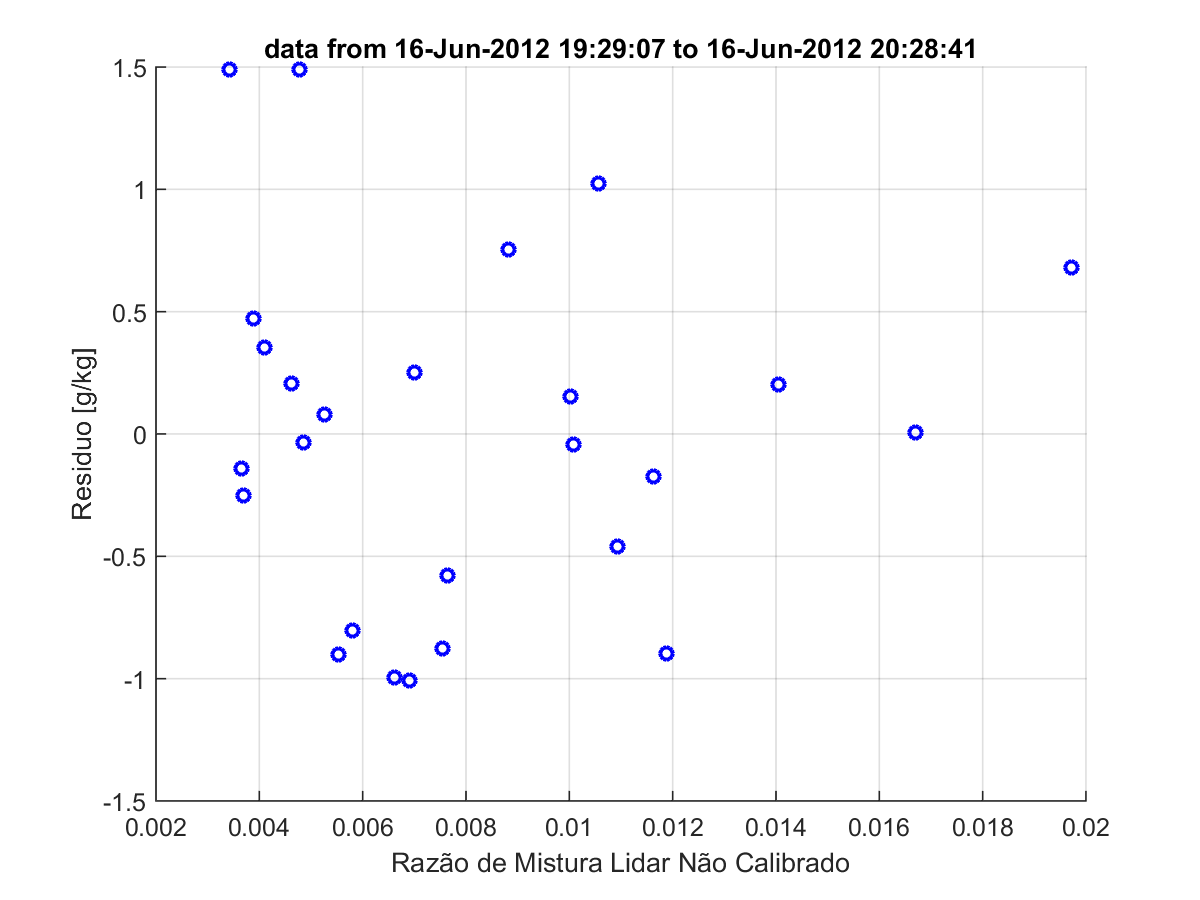 data from 16-Jun-2012 19:29:07 to 16-Jun-2012 20:28:41
1.5
1
0.5
0
-0.5
-1
-1.5
Residuo [g/kg]
0.002 0.004 0.006 0.008 0.01 0.012 0.014 0.016 0.018 0.02
Razão de Mistura Lidar Não Calibrado